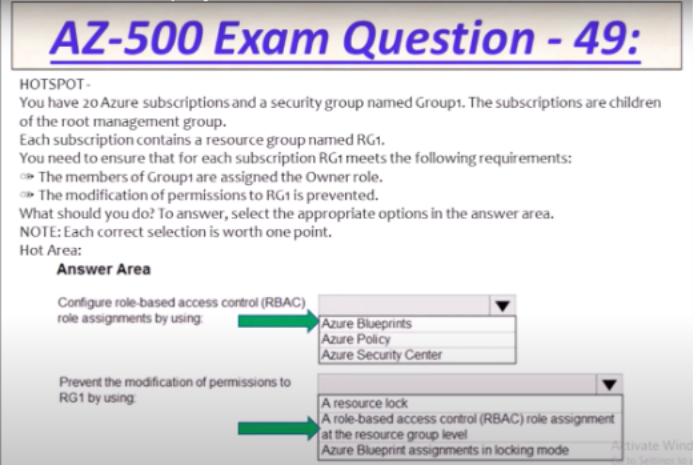 AZ-500 Exam Question - 49:
HOTSPOT -
You have 20 Azure subscriptions and a security group named Group1. The subscriptions are children
of the root management group.
Each subscription contains a resource group named RG1.
You need to ensure that for each subscription RG1 meets the following requirements:
The members of Group1 are assigned the Owner role.
The modification of permissions to RG1 is prevented.
What should you do? To answer, select the appropriate options in the answer area.
NOTE: Each correct selection is worth one point.
Hot Area:
Answer Area
Configure role-based access control (RBAC)
role assignments by using:
Azure Blueprints
Azure Policy
Azure Security Center
Prevent the modification of permissions to
RG1 by using:
A resource lock
A role-based access control (RBAC) role assignment
at the resource group level
Azure Blueprint assignments in locking mode
Activate Wind